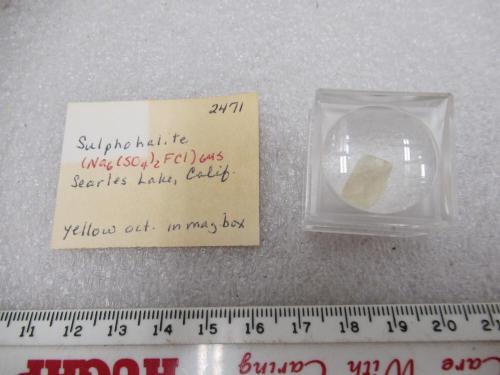 2471
Sulphohalite
(Na6(SO4)2FCl)
Searles Lake, Calif.
yellow oct. in mag box
11 12 13 14 15 16 17 18 19 20 21
Care With Caring